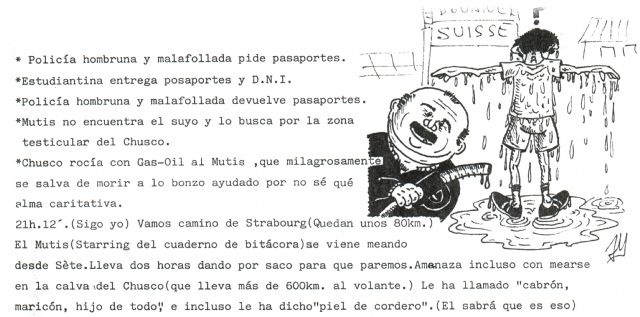 DOUANE
SUISSE
* Policía hombruna y malafollada pide pasaportes.
*Estudiantina entrega posaportes y D.N.I.
*Policía hombruna y malafollada devuelve pasaportes.
*Mutis no encuentra el suyo y lo busca por la zona
testicular del Chusco.
*Chusco rocía con Gas-Oil al Mutis ,que milagrosamente
se salva de morir a lo bonzo ayudado por no sé qué
alma caritativa.
21h.12´.(Sigo yo) Vamos camino de Strabourg(Quedan unos 80km.)
El Mutis(Starring del cuaderno de bitácora)se viene meando
desde Sète.Lleva dos horas dando por saco para que paremos.Amenaza incluso con mearse
en la calva del Chusco(que lleva más de 600km. al volante.) Le ha llamado "cabrón,
maricón, hijo de todo", e incluso le ha dicho"piel de cordero".(El sabrá que es eso)